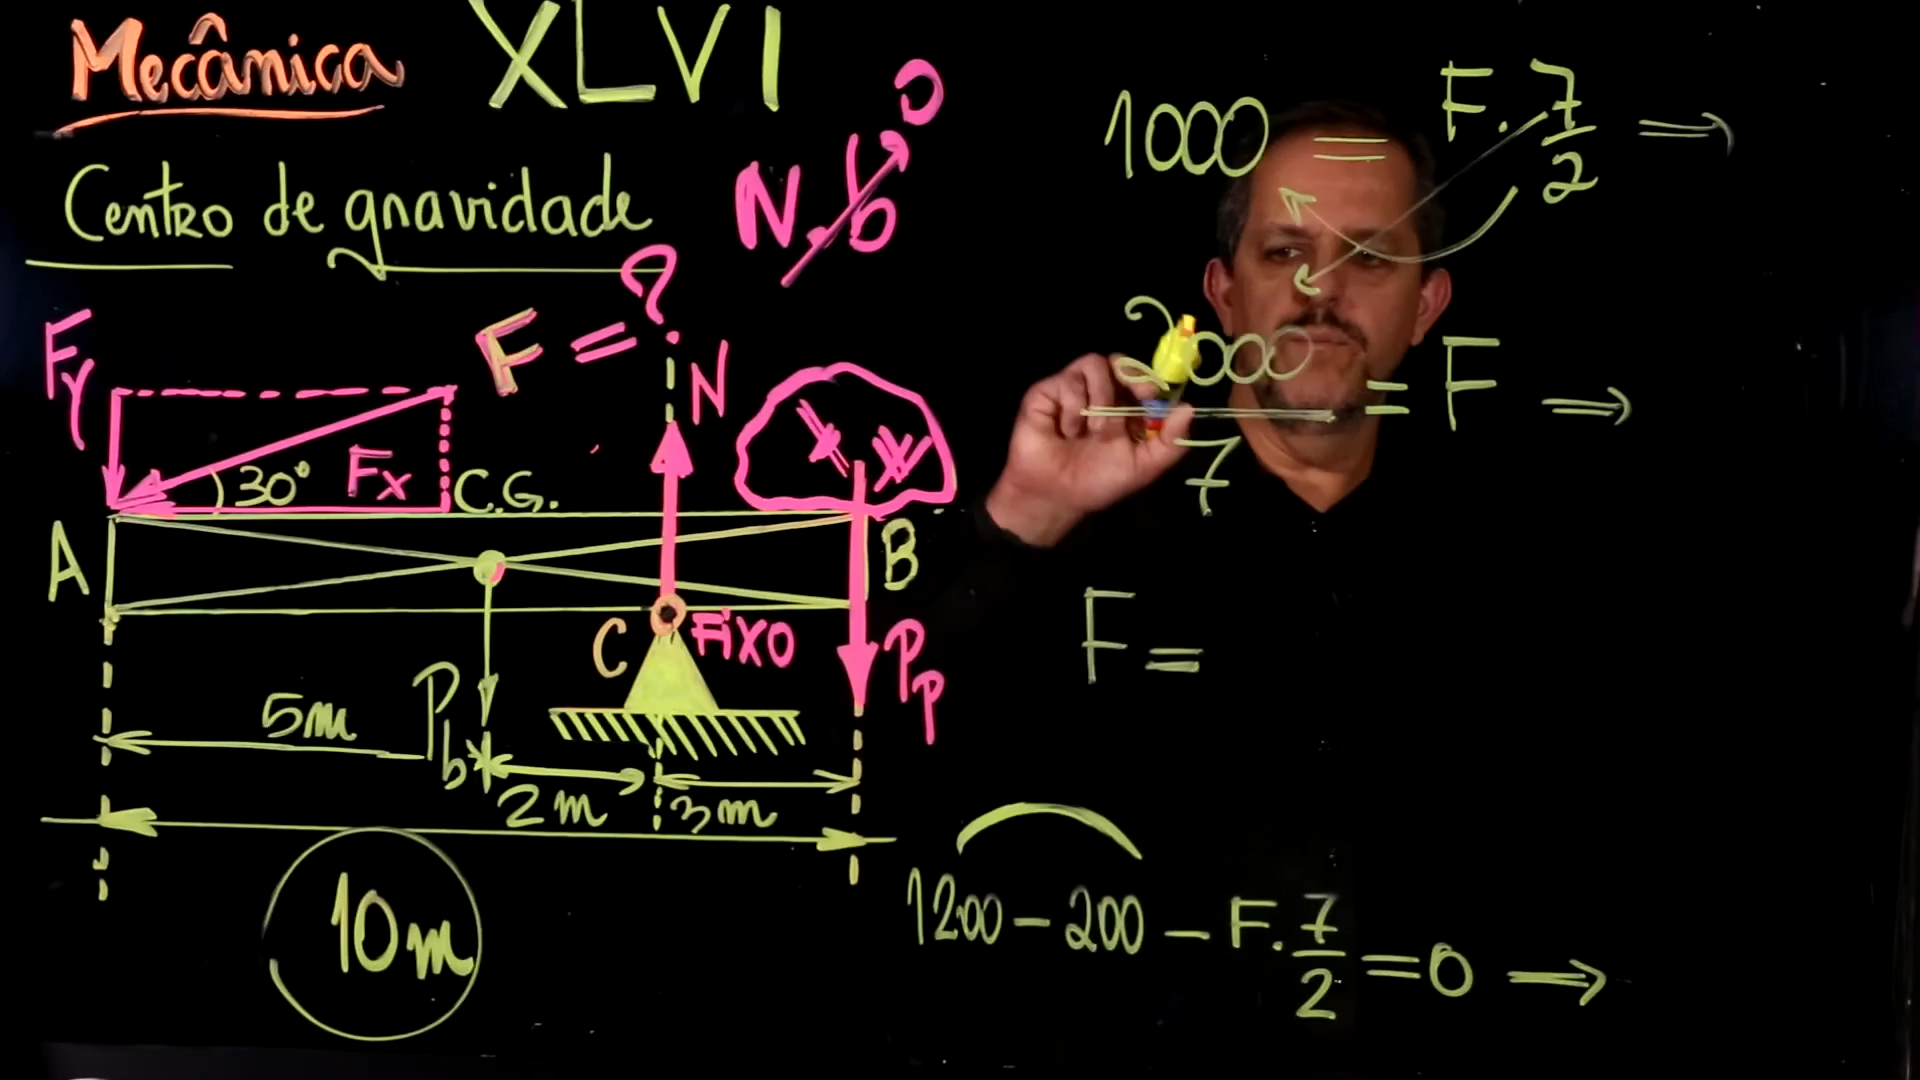 Mecânica XLVI
Centro de gravidade
N.b 0
F = ?
Fy
30° Fx
C.G.
N
A
B
C FIXO
Pb
Pp
5m
2m
3m
10m
1000 = F. 7/2 ⇒
2000/7 = F ⇒
F =
1200 - 200 - F. 7/2 = 0 ⇒